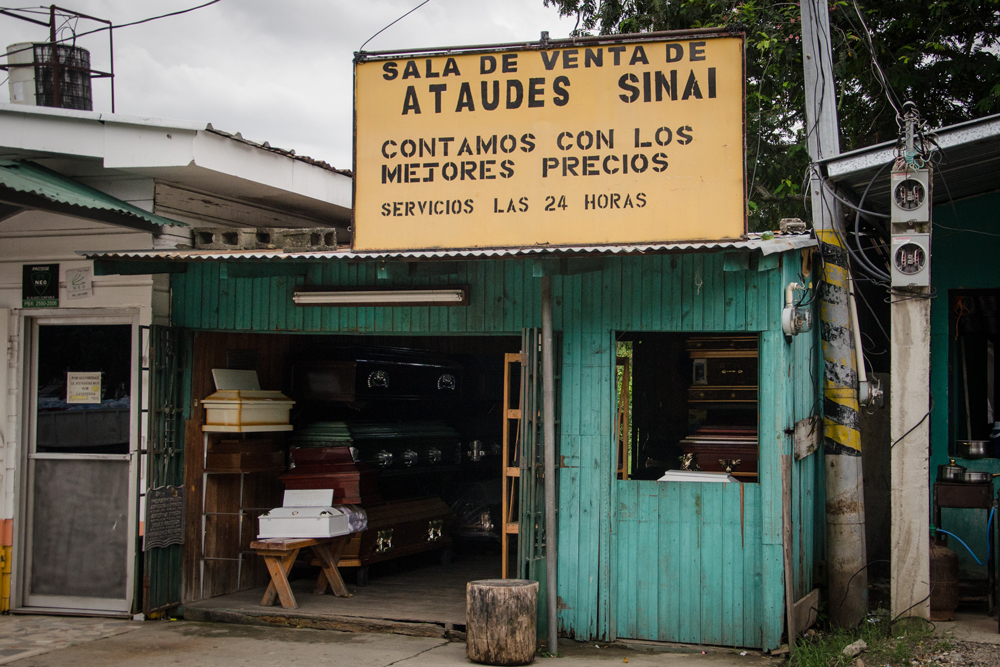 SALA DE VENTA DE
ATAUDES SINAI
CONTAMOS CON LOS
MEJORES PRECIOS
SERVICIOS LAS 24 HORAS